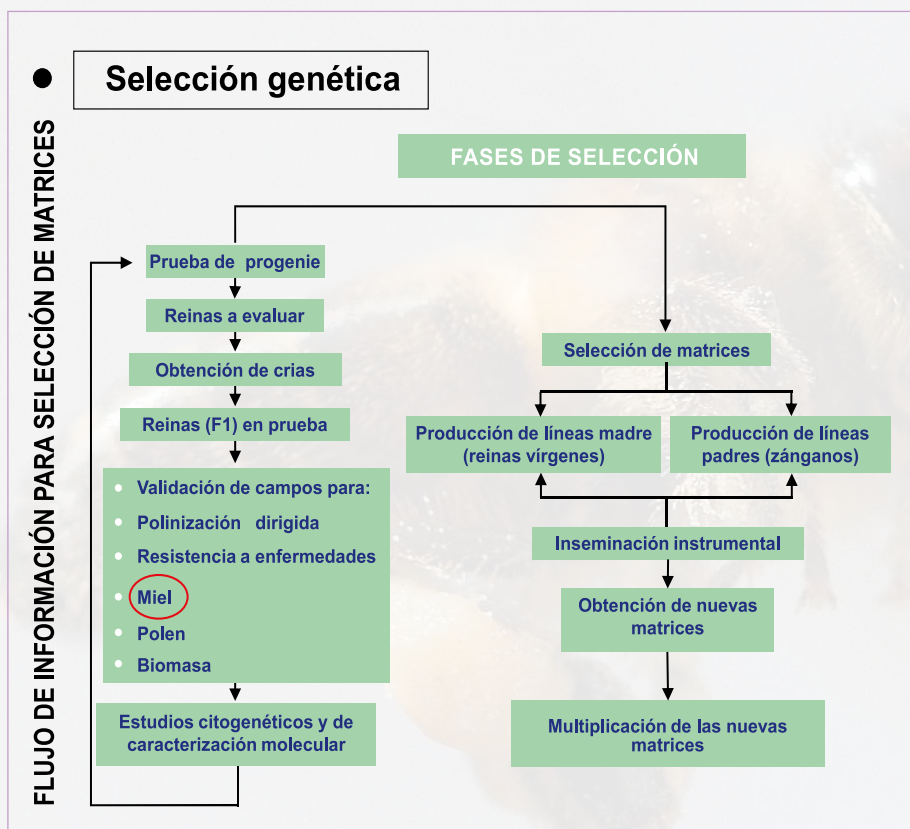 Selección genética
FLUJO DE INFORMACIÓN PARA SELECCIÓN DE MATRICES
FASES DE SELECCIÓN
Prueba de progenie
Reinas a evaluar
Obtención de crias
Reinas (F1) en prueba
• Validación de campos para:
• Polinización dirigida
• Resistencia a enfermedades
• Miel
• Polen
• Biomasa
Estudios citogenéticos y de
caracterización molecular
Selección de matrices
Producción de líneas madre
(reinas vírgenes)
Producción de líneas
padres (zánganos)
Inseminación instrumental
Obtención de nuevas
matrices
Multiplicación de las nuevas
matrices